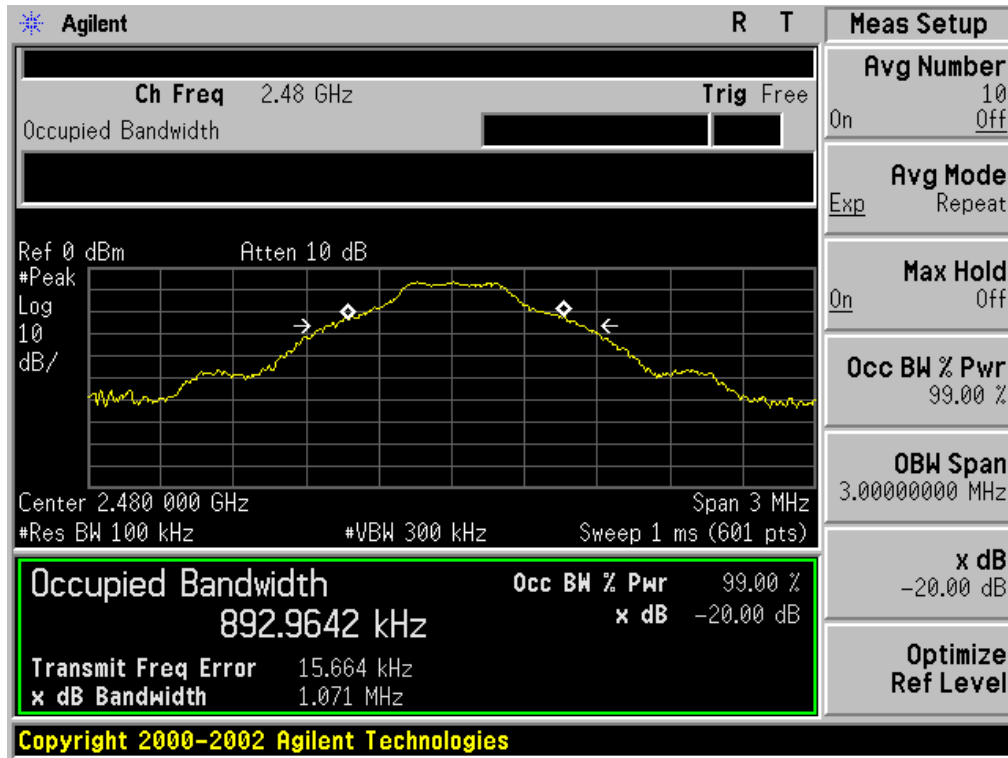 Agilent R T
Ch Freq 2.48 GHz Trig Free
Occupied Bandwidth
Ref 0 dBm Atten 10 dB
#Peak
Log
10
dB/
Center 2.480 000 GHz Span 3 MHz
#Res BW 100 kHz #VBW 300 kHz Sweep 1 ms (601 pts)
Occupied Bandwidth Occ BW % Pwr 99.00 %
892.9642 kHz x dB -20.00 dB
Transmit Freq Error 15.664 kHz
x dB Bandwidth 1.071 MHz
Copyright 2000-2002 Agilent Technologies
Meas Setup
Avg Number
10
On Off
Avg Mode
Exp Repeat
Max Hold
On Off
Occ BW % Pwr
99.00 %
OBW Span
3.00000000 MHz
x dB
-20.00 dB
Optimize
Ref Level